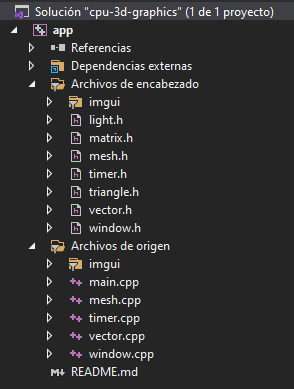 Solución "cpu-3d-graphics" (1 de 1 proyecto)
app
Referencias
Dependencias externas
Archivos de encabezado
imgui
light.h
matrix.h
mesh.h
timer.h
triangle.h
vector.h
window.h
Archivos de origen
imgui
main.cpp
mesh.cpp
timer.cpp
vector.cpp
window.cpp
README.md